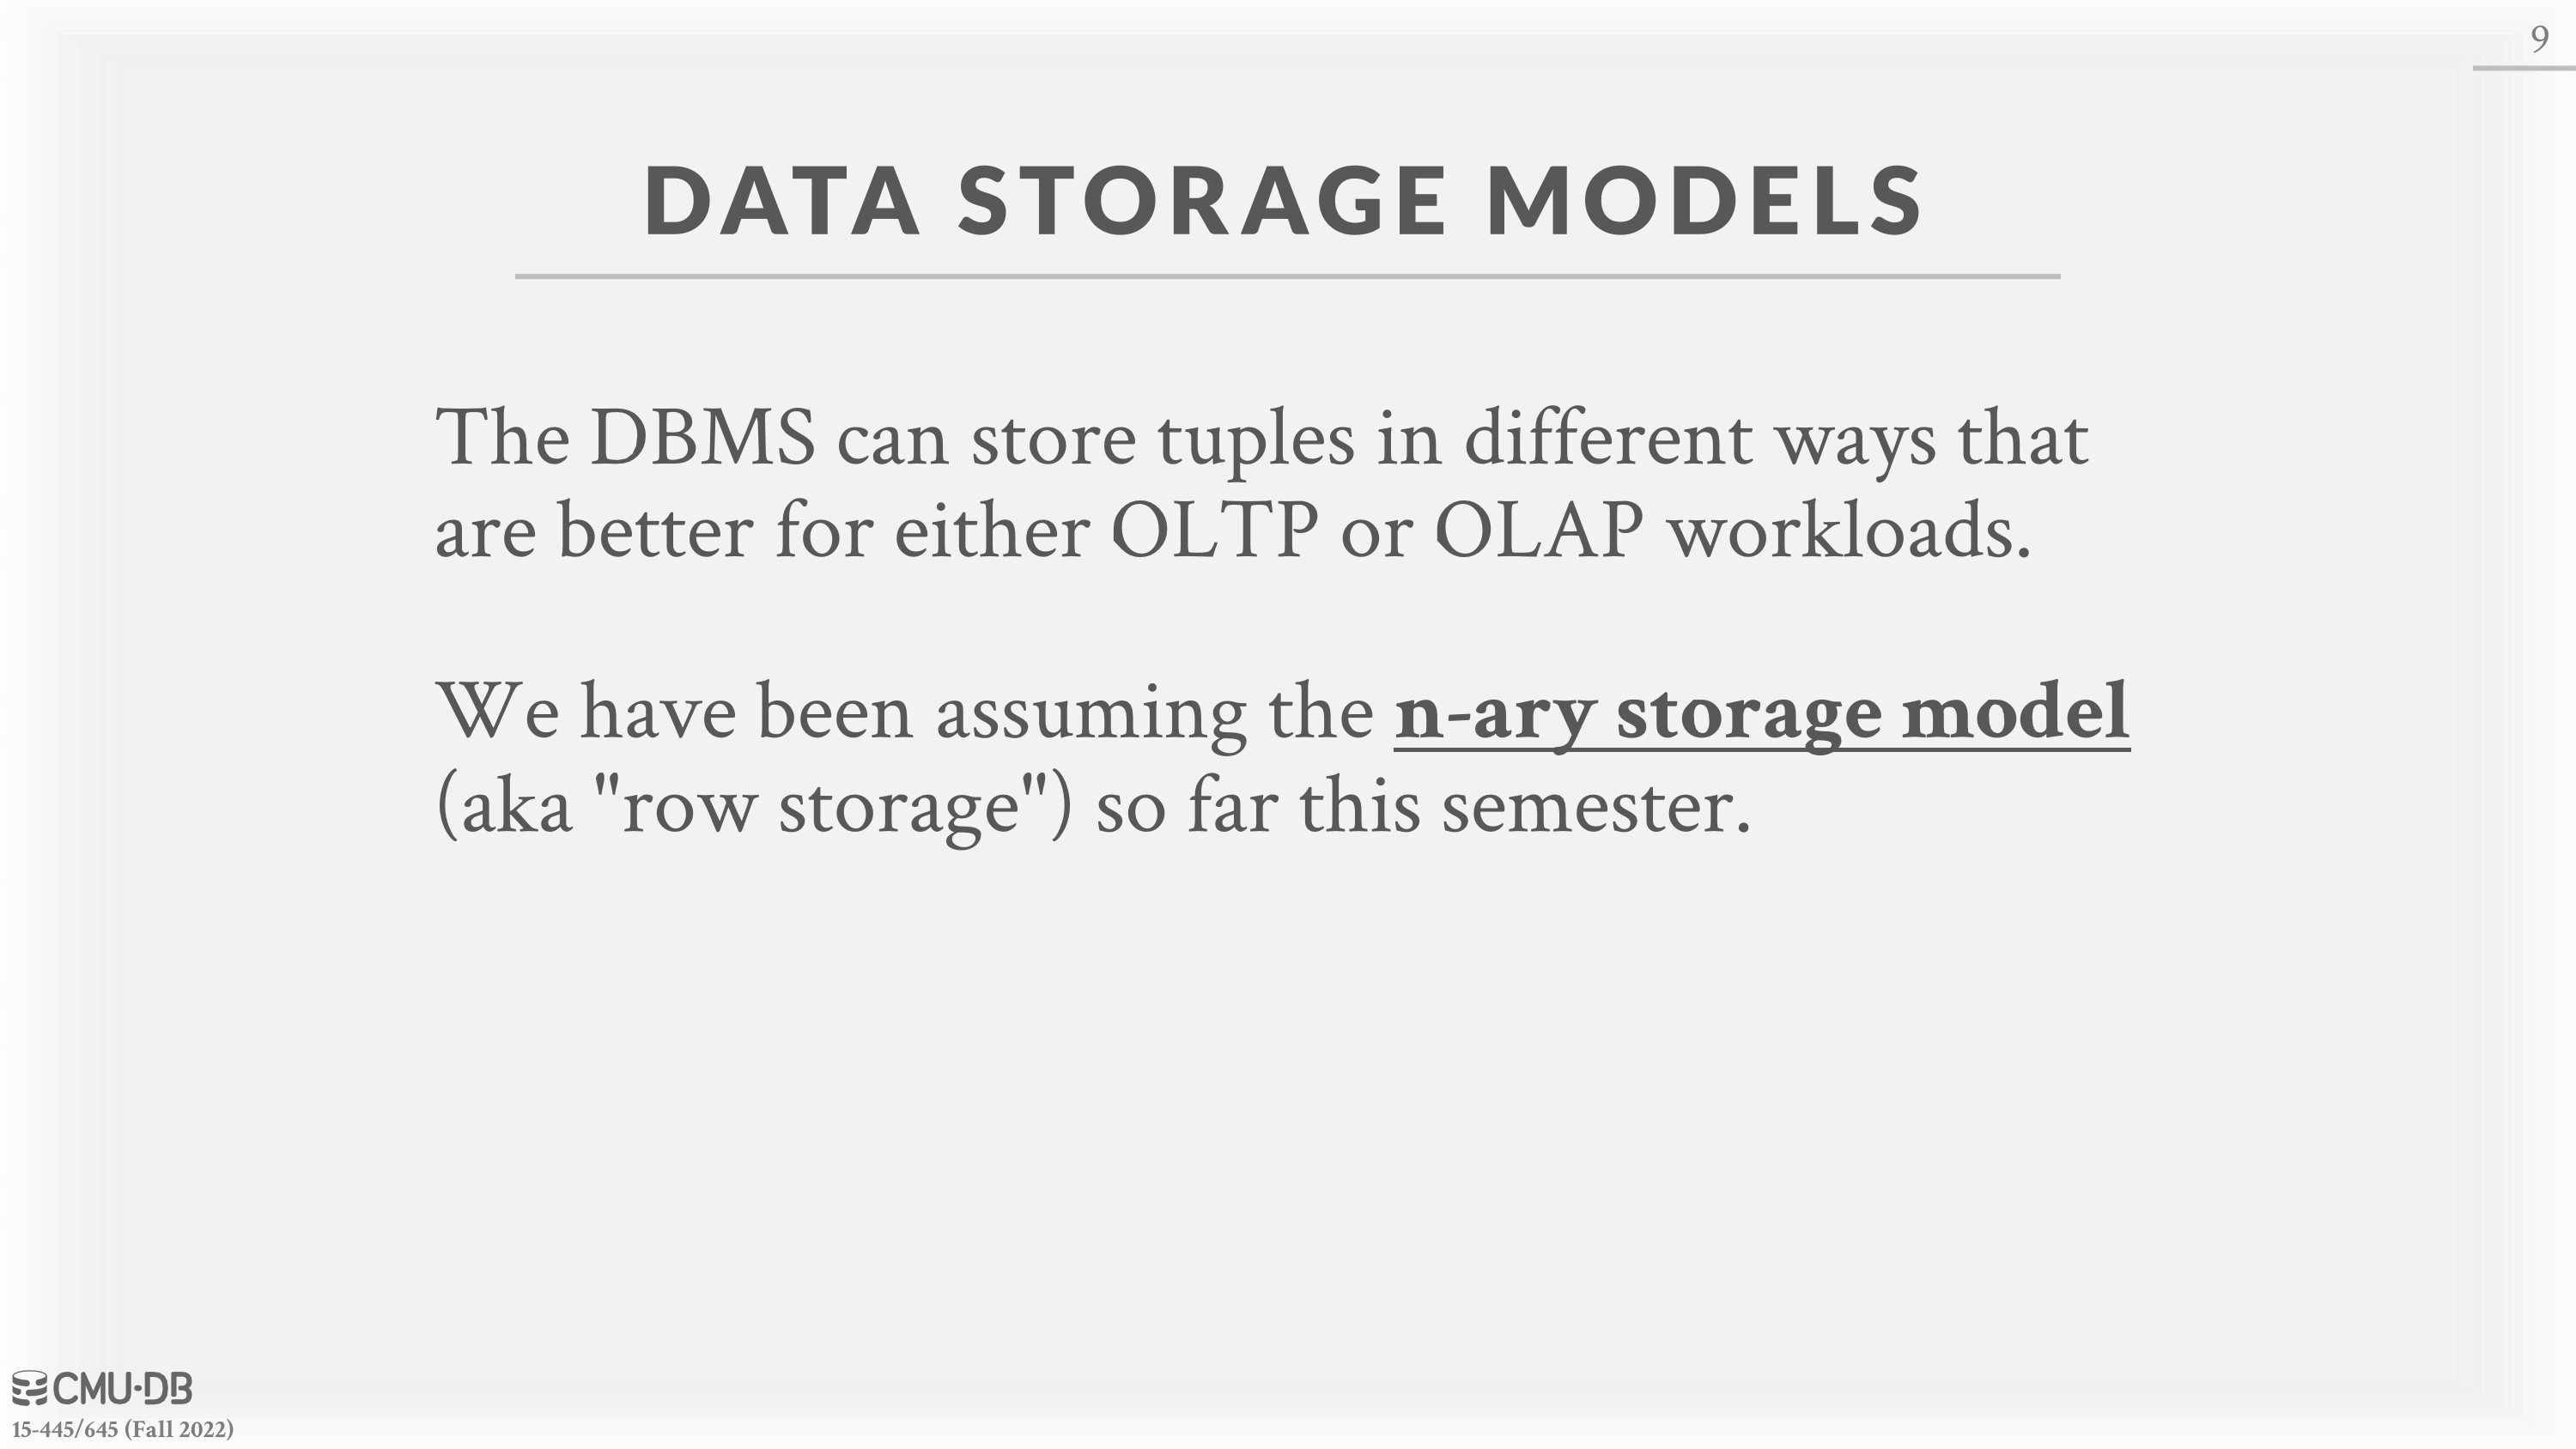 9
DATA STORAGE MODELS
The DBMS can store tuples in different ways that
are better for either OLTP or OLAP workloads.
We have been assuming the n-ary storage model
(aka "row storage") so far this semester.
CMU·DB
15-445/645 (Fall 2022)